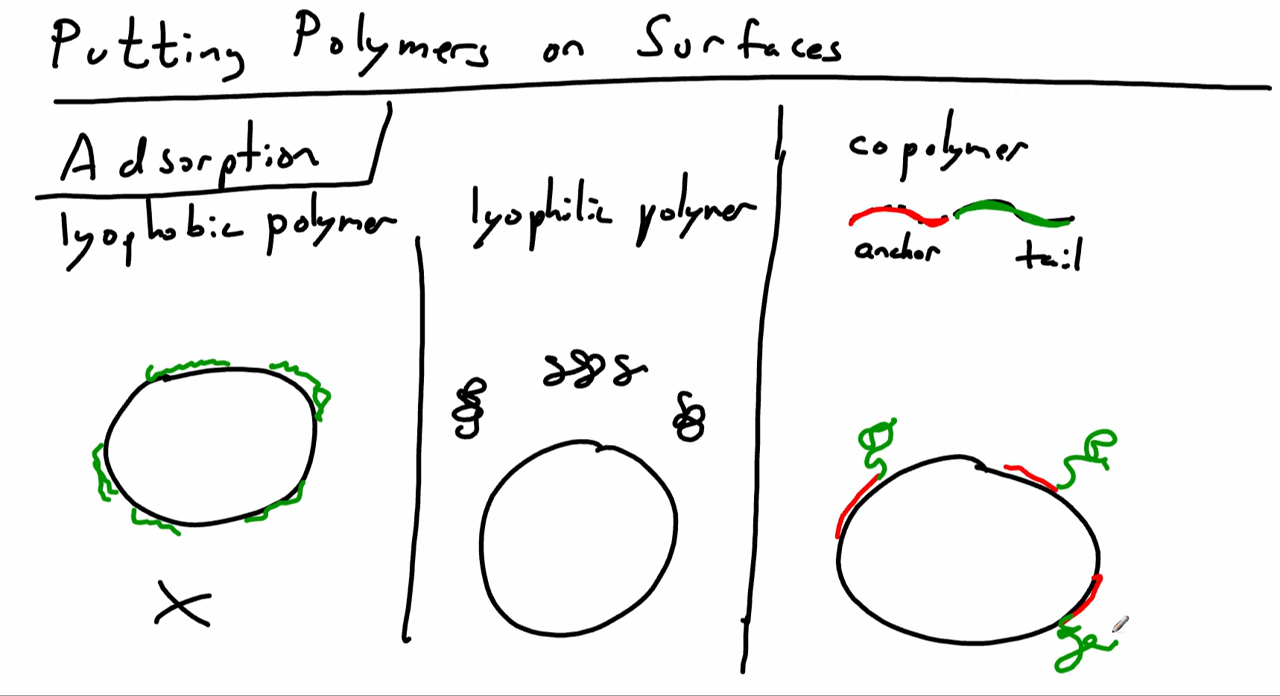 Putting Polymers on Surfaces
Adsorption
lyophobic polymer
lyophilic polymer
copolymer
anchor tail